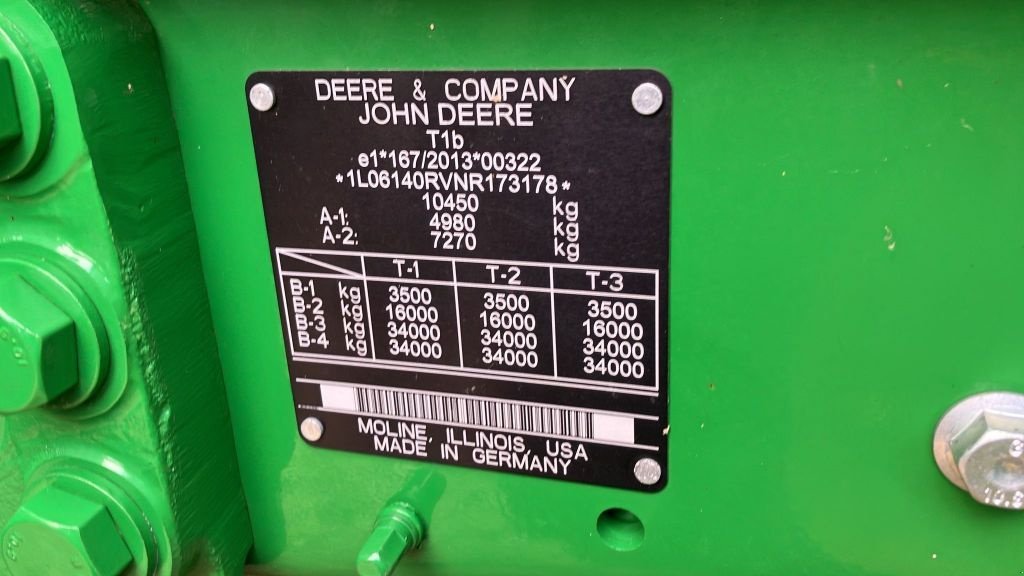 DEERE & COMPANY
JOHN DEERE
T1b
e1*167/2013*00322
*1L06140RVNR173178*
10450 kg
A-1: 4980 kg
A-2: 7270 kg
T-1 T-2 T-3
B-1 kg 3500 3500 3500
B-2 kg 16000 16000 16000
B-3 kg 34000 34000 34000
B-4 kg 34000 34000 34000
MOLINE, ILLINOIS, USA
MADE IN GERMANY